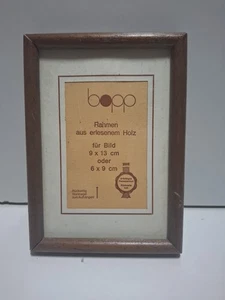 bopp
Rahmen
aus erlesenem Holz
für Bild
9 x 13 cm
oder
6 x 9 cm